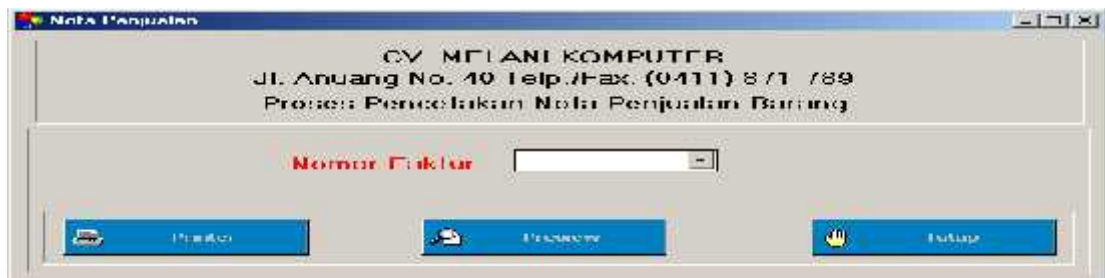 Nota Penjualan
CV. MELANI KOMPUTER
Jl. Anuang No. 40 Telp./Fax. (0411) 871 789
Proses Pencetakan Nota Penjualan Barang
Nomor Faktur
Printer
Preview
Tutup